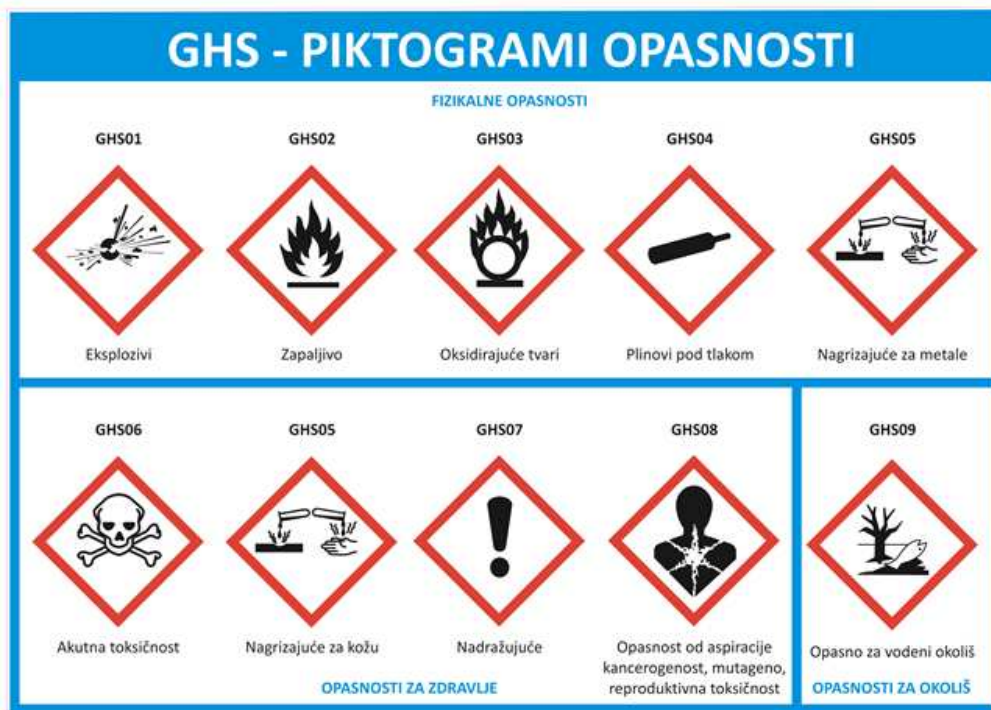 GHS - PIKTOGRAMI OPASNOSTI
FIZIKALNE OPASNOSTI
GHS01
GHS02
GHS03
GHS04
GHS05
Eksplozivi
Zapaljivo
Oksidirajuće tvari
Plinovi pod tlakom
Nagrizajuće za metale
GHS06
GHS05
GHS07
GHS08
GHS09
Akutna toksičnost
Nagrizajuće za kožu
Nadražujuće
Opasnost od aspiracije
kancerogenost, mutageno,
reproduktivna toksičnost
Opasno za vodeni okoliš
OPASNOSTI ZA ZDRAVLJE
OPASNOSTI ZA OKOLIŠ